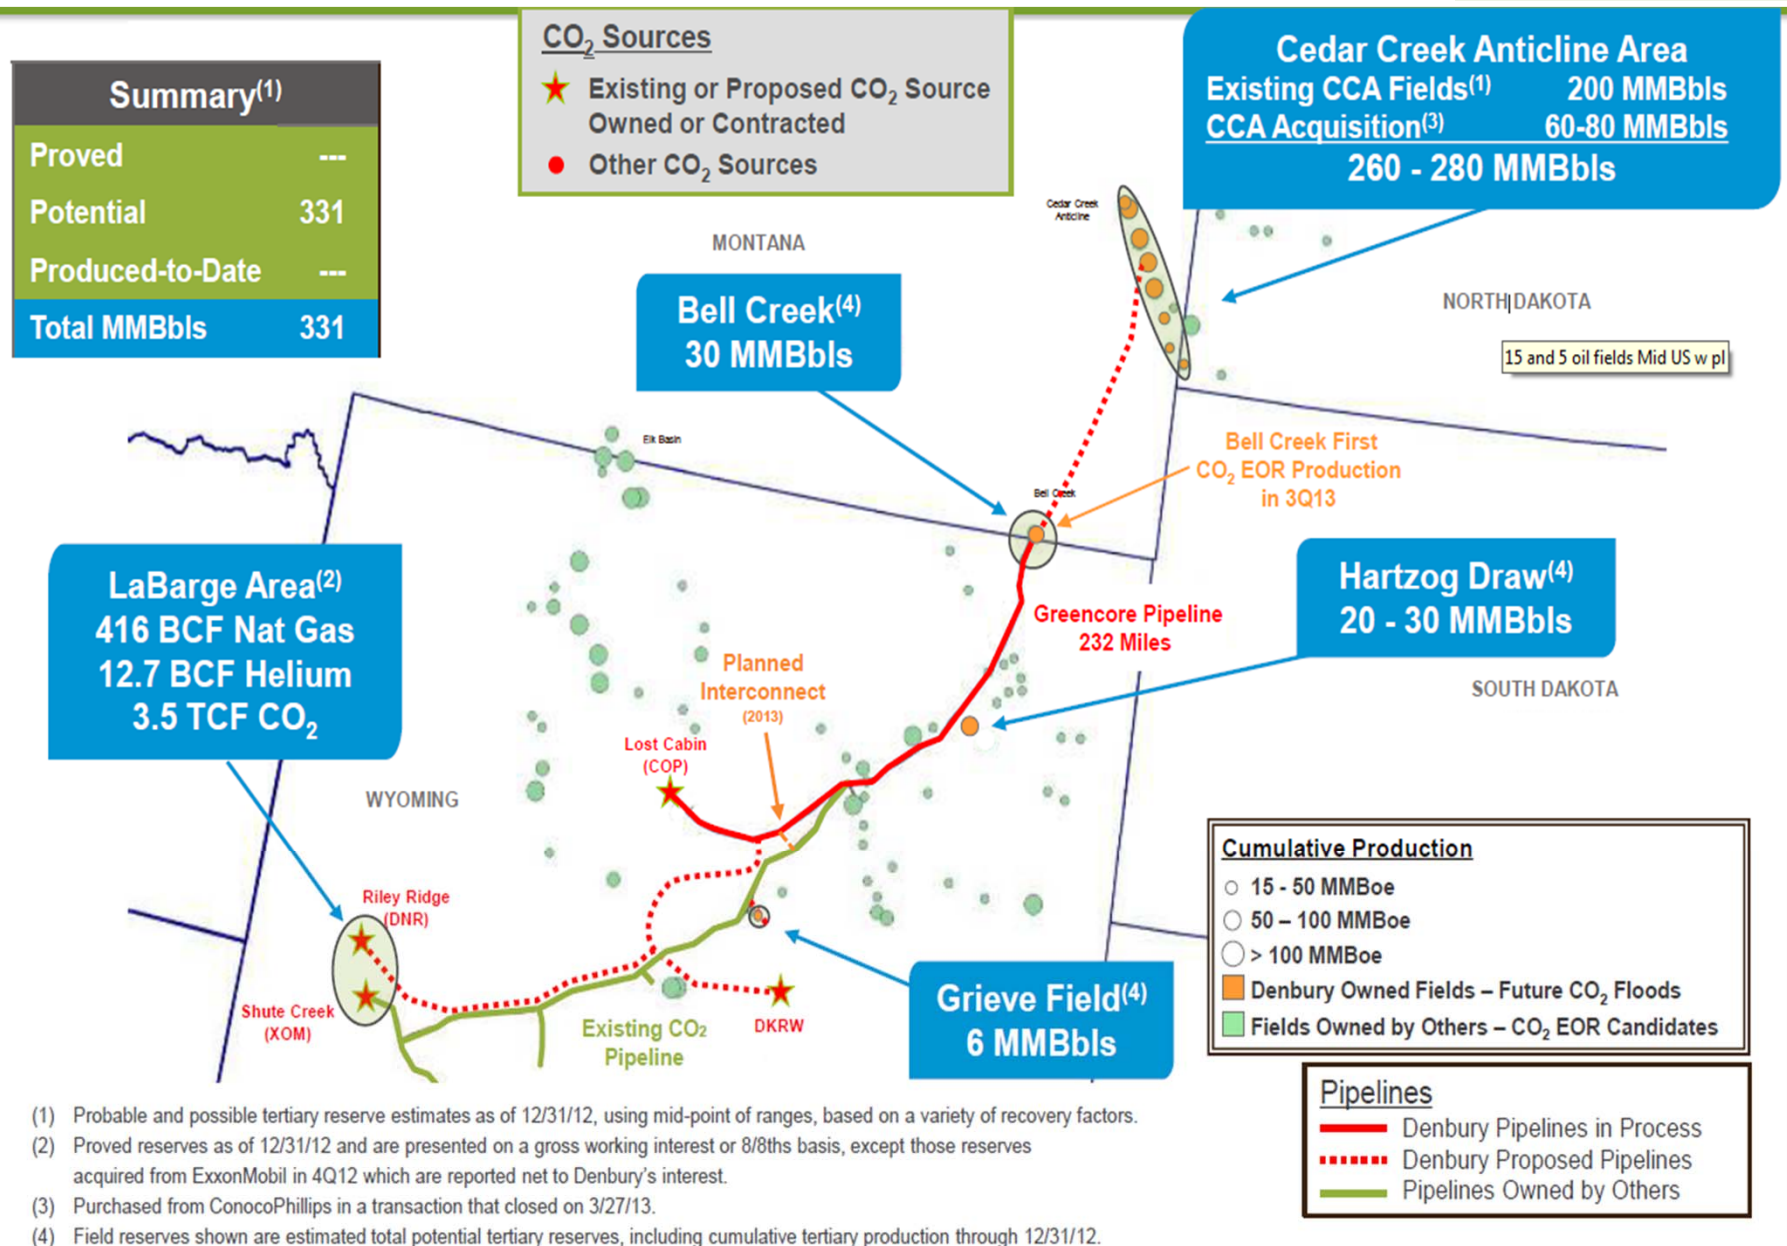 CO2 Sources
Existing or Proposed CO2 Source
Owned or Contracted
Other CO2 Sources
Summary(1)
Proved ---
Potential 331
Produced-to-Date ---
Total MMBbls 331
Cedar Creek Anticline Area
Existing CCA Fields(1) 200 MMBbls
CCA Acquisition(3) 60-80 MMBbls
260 - 280 MMBbls
Cedar Creek
Anticline
MONTANA
NORTH DAKOTA
15 and 5 oil fields Mid US w pl
Bell Creek(4)
30 MMBbls
Elk Basin
Bell Creek First
CO2 EOR Production
in 3Q13
Bell Creek
LaBarge Area(2)
416 BCF Nat Gas
12.7 BCF Helium
3.5 TCF CO2
Hartzog Draw(4)
20 - 30 MMBbls
Greencore Pipeline
232 Miles
Planned
Interconnect
(2013)
SOUTH DAKOTA
Lost Cabin
(COP)
WYOMING
Riley Ridge
(DNR)
Shute Creek
(XOM)
Existing CO2
Pipeline
DKRW
Grieve Field(4)
6 MMBbls
Cumulative Production
15 - 50 MMBoe
50 – 100 MMBoe
> 100 MMBoe
Denbury Owned Fields – Future CO2 Floods
Fields Owned by Others – CO2 EOR Candidates
Pipelines
Denbury Pipelines in Process
Denbury Proposed Pipelines
Pipelines Owned by Others
(1) Probable and possible tertiary reserve estimates as of 12/31/12, using mid-point of ranges, based on a variety of recovery factors.
(2) Proved reserves as of 12/31/12 and are presented on a gross working interest or 8/8ths basis, except those reserves
acquired from ExxonMobil in 4Q12 which are reported net to Denbury's interest.
(3) Purchased from ConocoPhillips in a transaction that closed on 3/27/13.
(4) Field reserves shown are estimated total potential tertiary reserves, including cumulative tertiary production through 12/31/12.